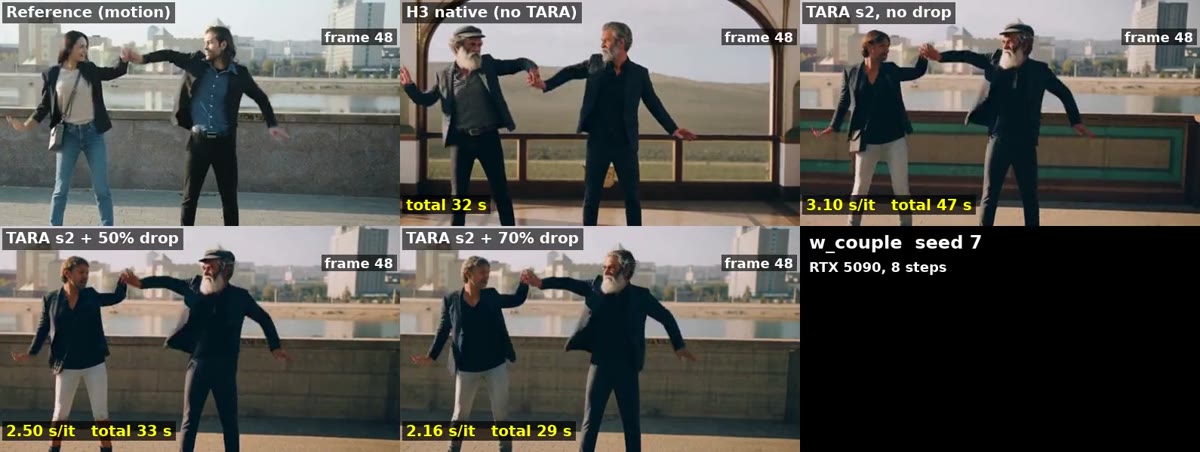 Reference (motion)
frame 48
H3 native (no TARA)
frame 48
total 32 s
TARA s2, no drop
frame 48
3.10 s/it total 47 s
TARA s2 + 50% drop
frame 48
2.50 s/it total 33 s
TARA s2 + 70% drop
frame 48
2.16 s/it total 29 s
w_couple seed 7
RTX 5090, 8 steps